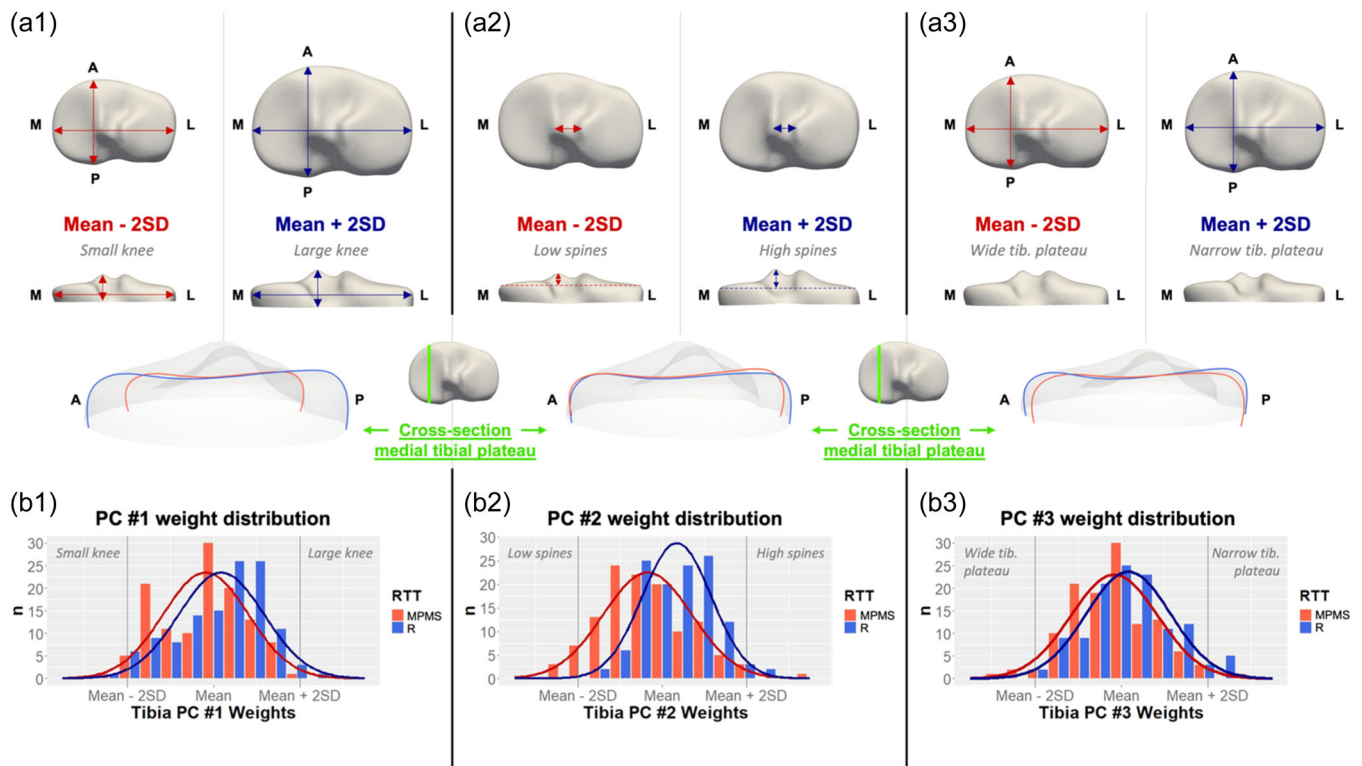 (a1)
A
A
M
L
M
L
P
P
Mean - 2SD
Mean + 2SD
Small knee
Large knee
M
L
M
L
A
P
(a2)
M
L
M
L
Mean - 2SD
Mean + 2SD
Low spines
High spines
M
L
M
L
A
P
(a3)
A
A
M
L
M
L
P
P
Mean - 2SD
Mean + 2SD
Wide tib. plateau
Narrow tib. plateau
M
L
M
L
A
P
Cross-section
medial tibial plateau
Cross-section
medial tibial plateau
(b1)
PC #1 weight distribution
Small knee
Large knee
30
25
20
15
10
5
0
n
RTT
MPMS
R
Mean - 2SD
Mean
Mean + 2SD
Tibia PC #1 Weights
(b2)
PC #2 weight distribution
Low spines
High spines
30
25
20
15
10
5
0
n
RTT
MPMS
R
Mean - 2SD
Mean
Mean + 2SD
Tibia PC #2 Weights
(b3)
PC #3 weight distribution
Wide tib.
plateau
Narrow tib.
plateau
30
25
20
15
10
5
0
n
RTT
MPMS
R
Mean - 2SD
Mean
Mean + 2SD
Tibia PC #3 Weights